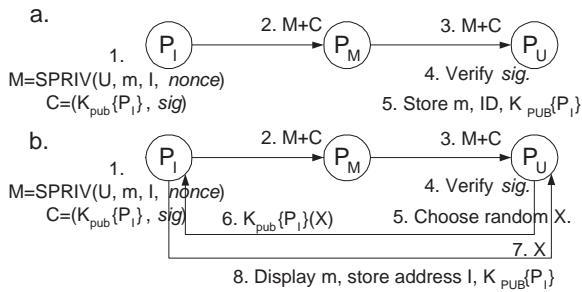 a.
1.
P_I
2. M+C
P_M
3. M+C
P_U
M=SPRIV(U, m, I, nonce)
C=(K_pub{P_I}, sig)
4. Verify sig.
5. Store m, ID, K_PUB{P_I}
b.
1.
P_I
2. M+C
P_M
3. M+C
P_U
M=SPRIV(U, m, I, nonce)
C=(K_pub{P_I}, sig)
4. Verify sig.
6. K_pub{P_I}(X)
5. Choose random X.
7. X
8. Display m, store address I, K_PUB{P_I}